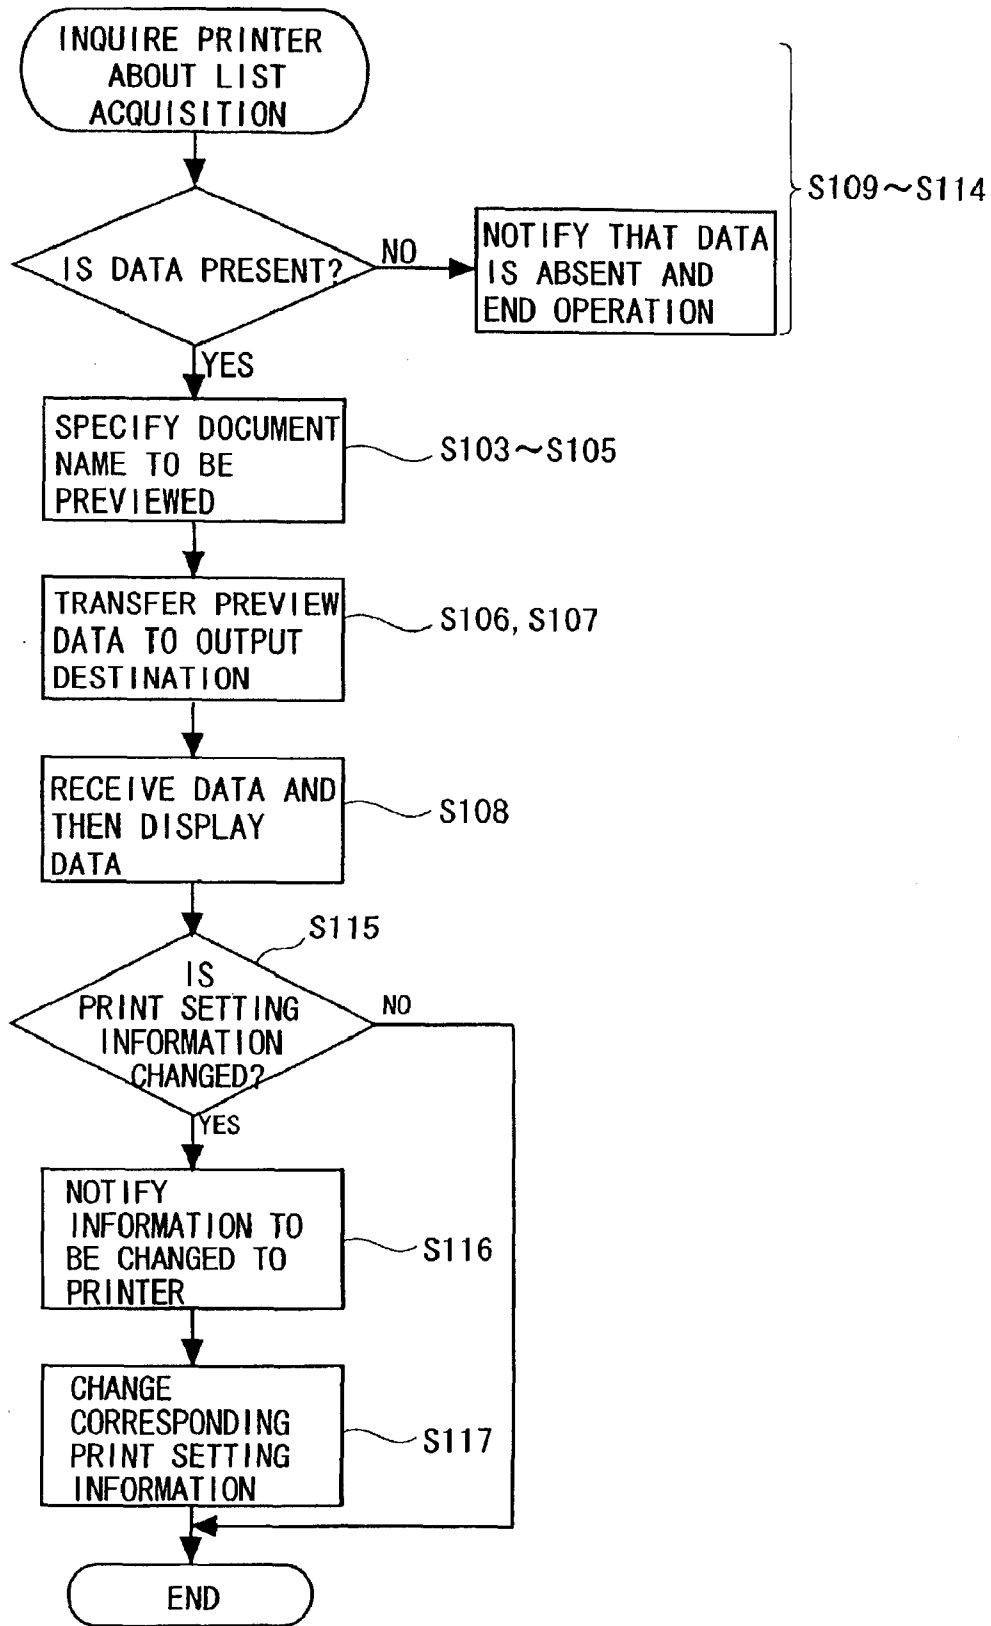 INQUIRE PRINTER
ABOUT LIST
ACQUISITION
S109～S114
IS DATA PRESENT?
NO
NOTIFY THAT DATA
IS ABSENT AND
END OPERATION
YES
SPECIFY DOCUMENT
NAME TO BE
PREVIEWED
S103～S105
TRANSFER PREVIEW
DATA TO OUTPUT
DESTINATION
S106, S107
RECEIVE DATA AND
THEN DISPLAY
DATA
S108
S115
IS
PRINT SETTING
INFORMATION
CHANGED?
NO
YES
NOTIFY
INFORMATION TO
BE CHANGED TO
PRINTER
S116
CHANGE
CORRESPONDING
PRINT SETTING
INFORMATION
S117
END